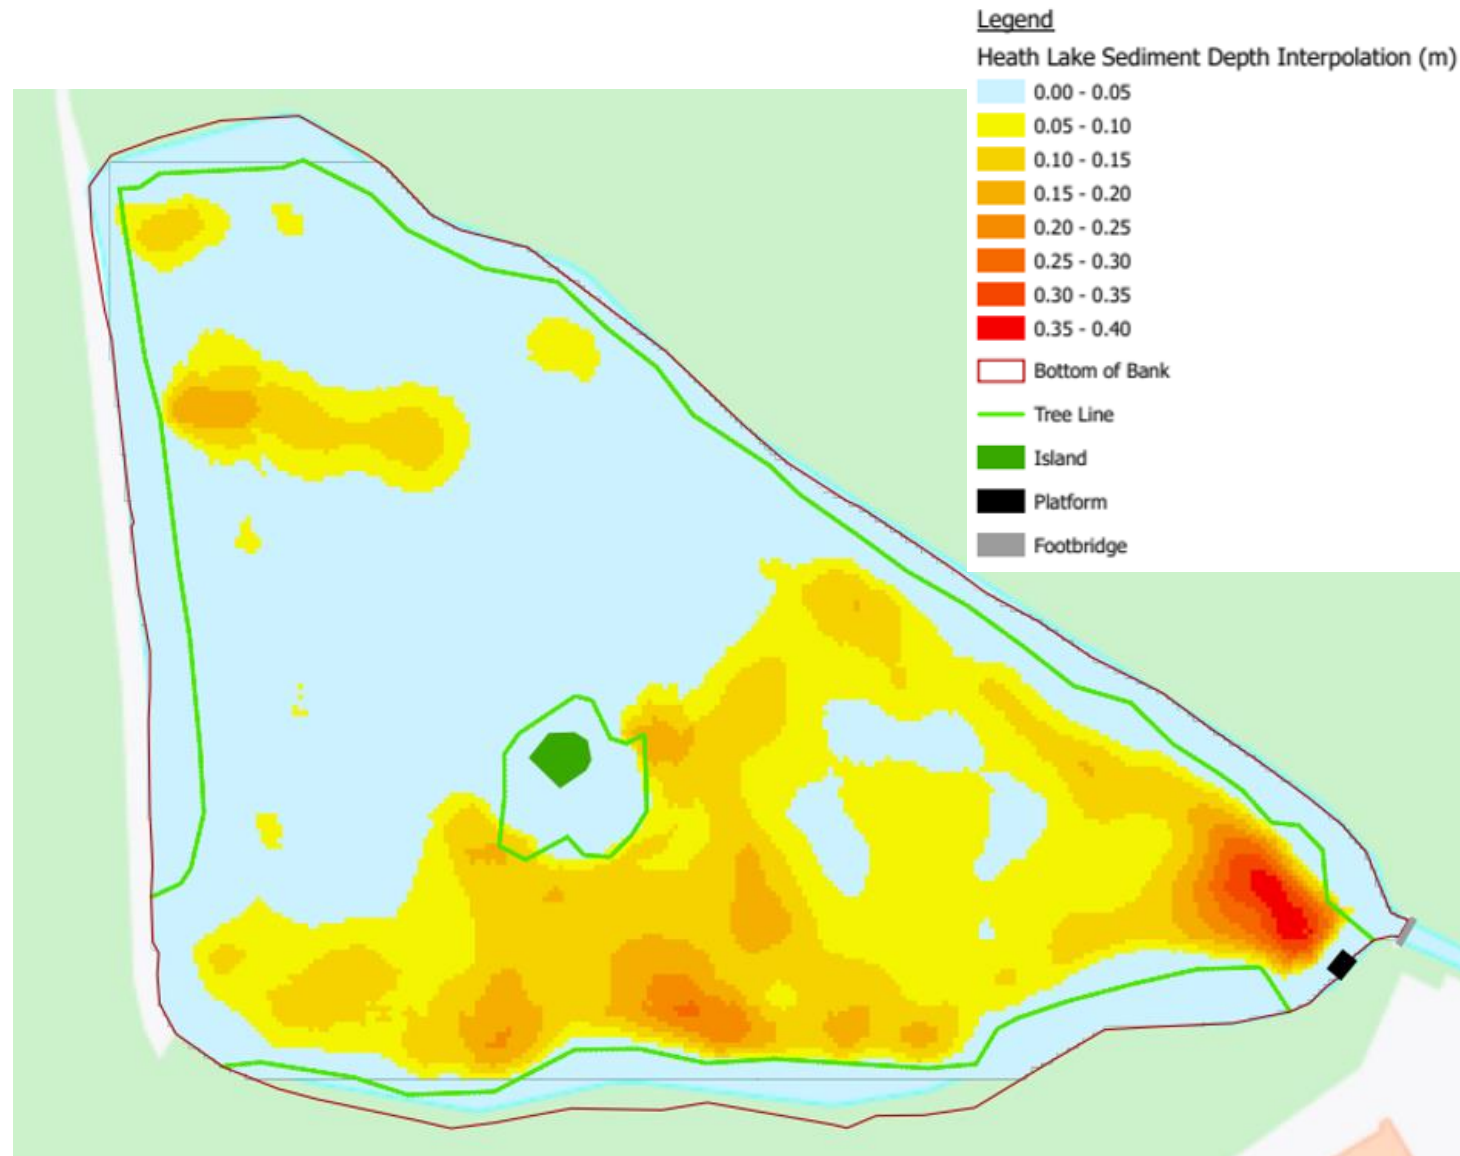 Legend
Heath Lake Sediment Depth Interpolation (m)
0.00 - 0.05
0.05 - 0.10
0.10 - 0.15
0.15 - 0.20
0.20 - 0.25
0.25 - 0.30
0.30 - 0.35
0.35 - 0.40
Bottom of Bank
Tree Line
Island
Platform
Footbridge